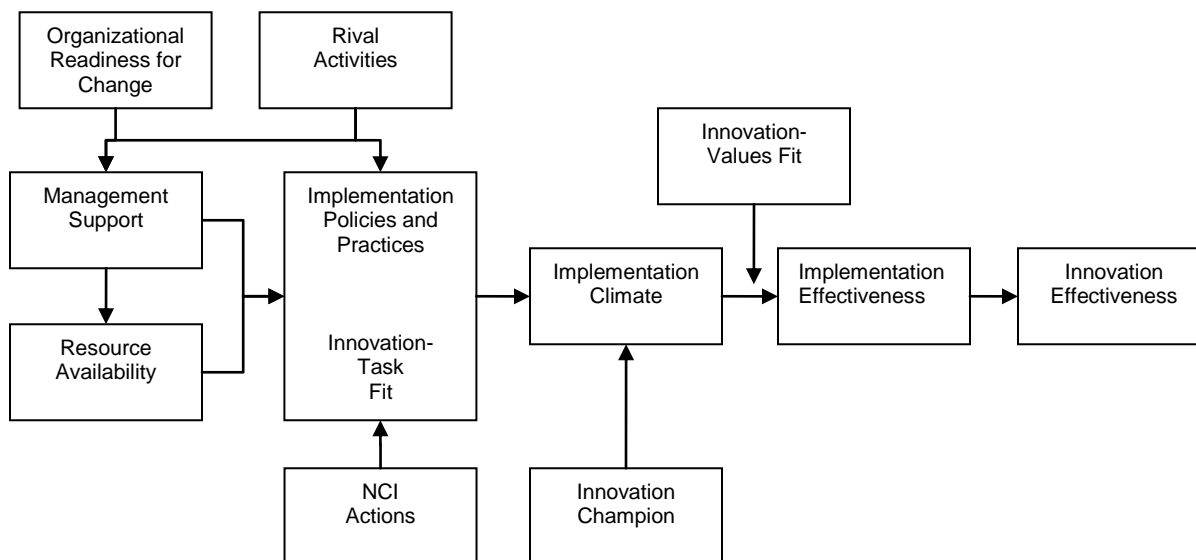 Organizational
Readiness for
Change
Rival
Activities
Innovation-
Values Fit
Management
Support
Implementation
Policies and
Practices
Innovation-
Task
Fit
Resource
Availability
Implementation
Climate
Implementation
Effectiveness
Innovation
Effectiveness
NCI
Actions
Innovation
Champion